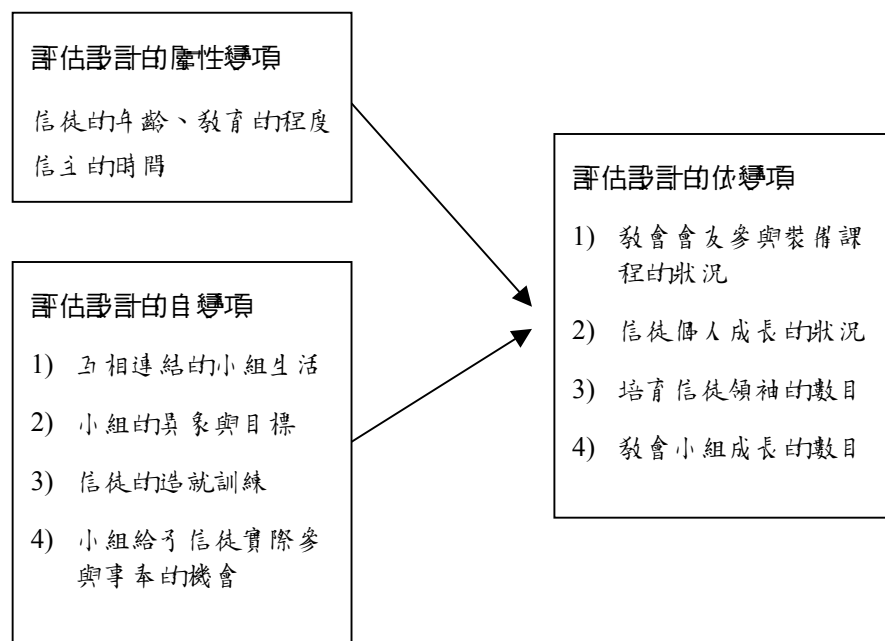 評估設計的屬性變項
信徒的年齡、教育的程度
信主的時間
評估設計的自變項
1) 互相連結的小組生活
2) 小組的異象與目標
3) 信徒的造就訓練
4) 小組給予信徒實際參
與事奉的機會
評估設計的依變項
1) 教會會友參與裝備課
程的狀況
2) 信徒個人成長的狀況
3) 培育信徒領袖的數目
4) 教會小組成長的數目